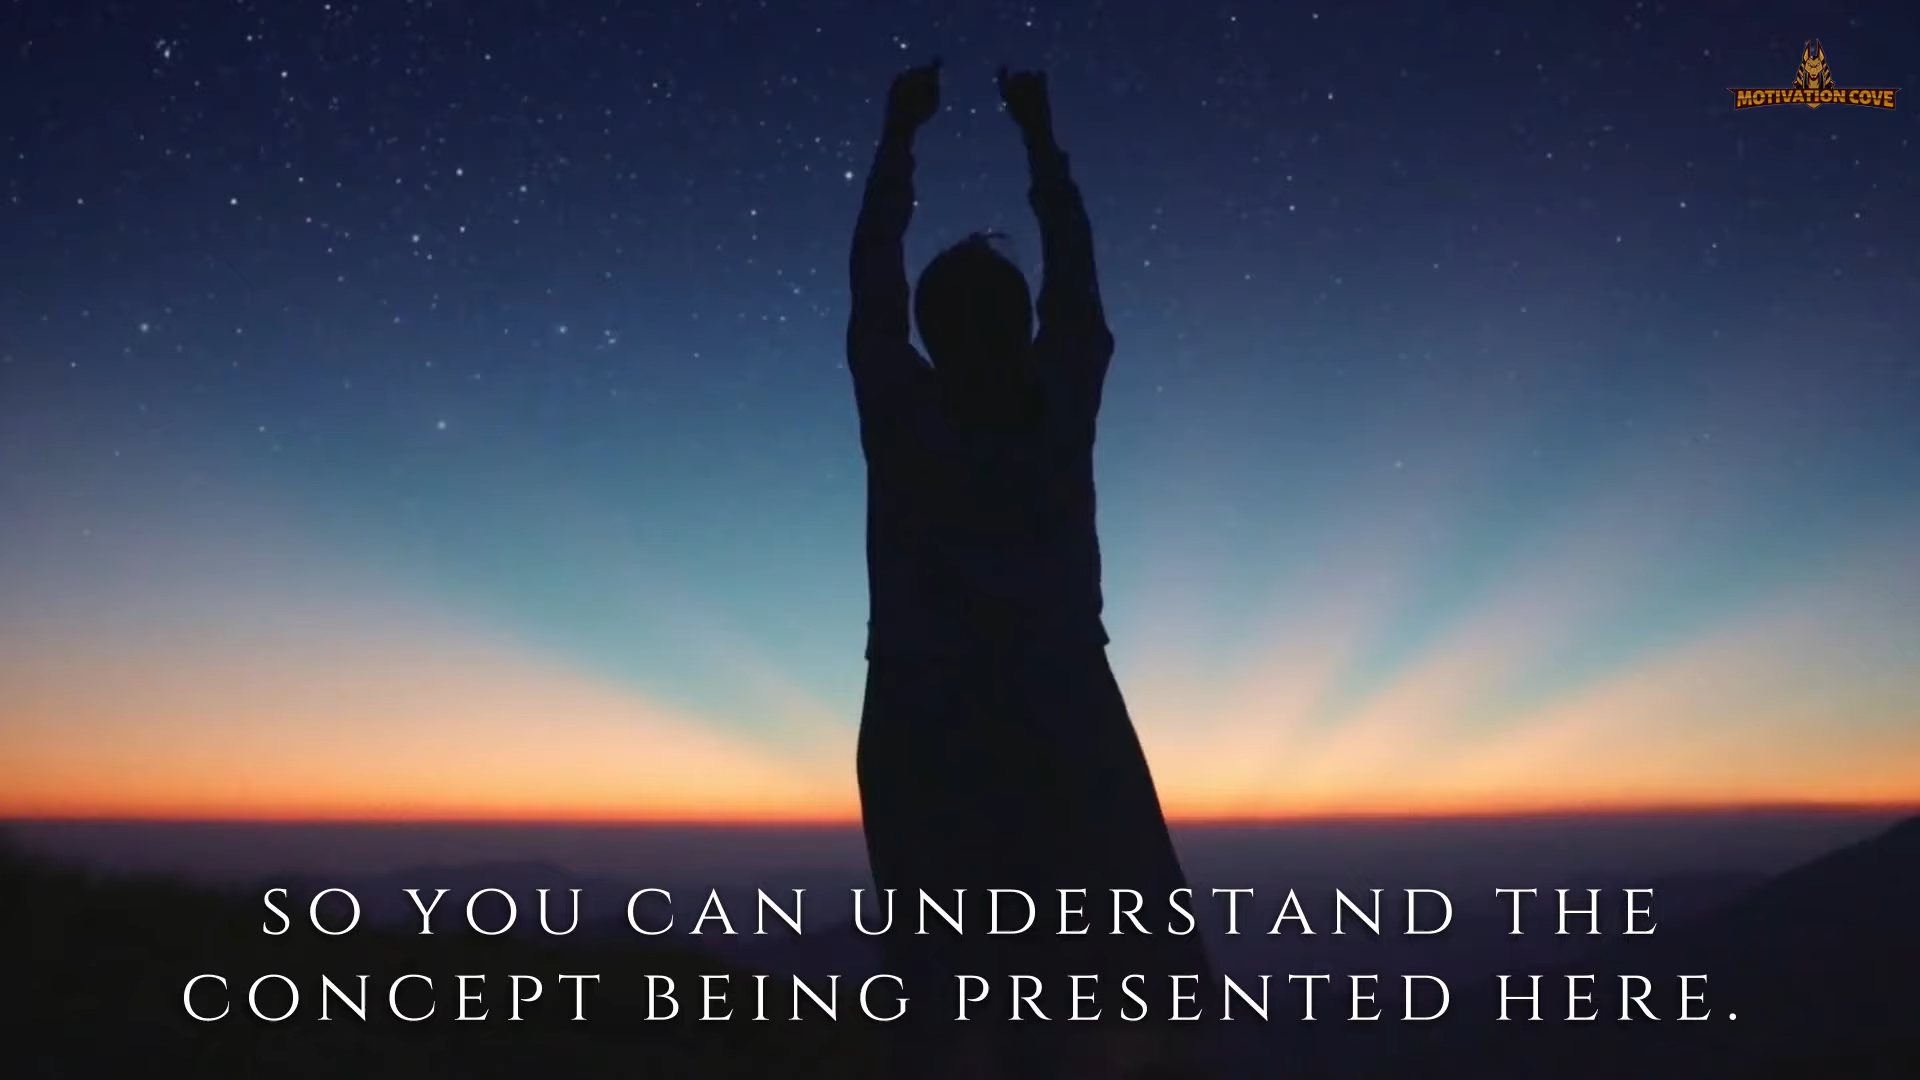 MOTIVATION COVE
SO YOU CAN UNDERSTAND THE
CONCEPT BEING PRESENTED HERE.